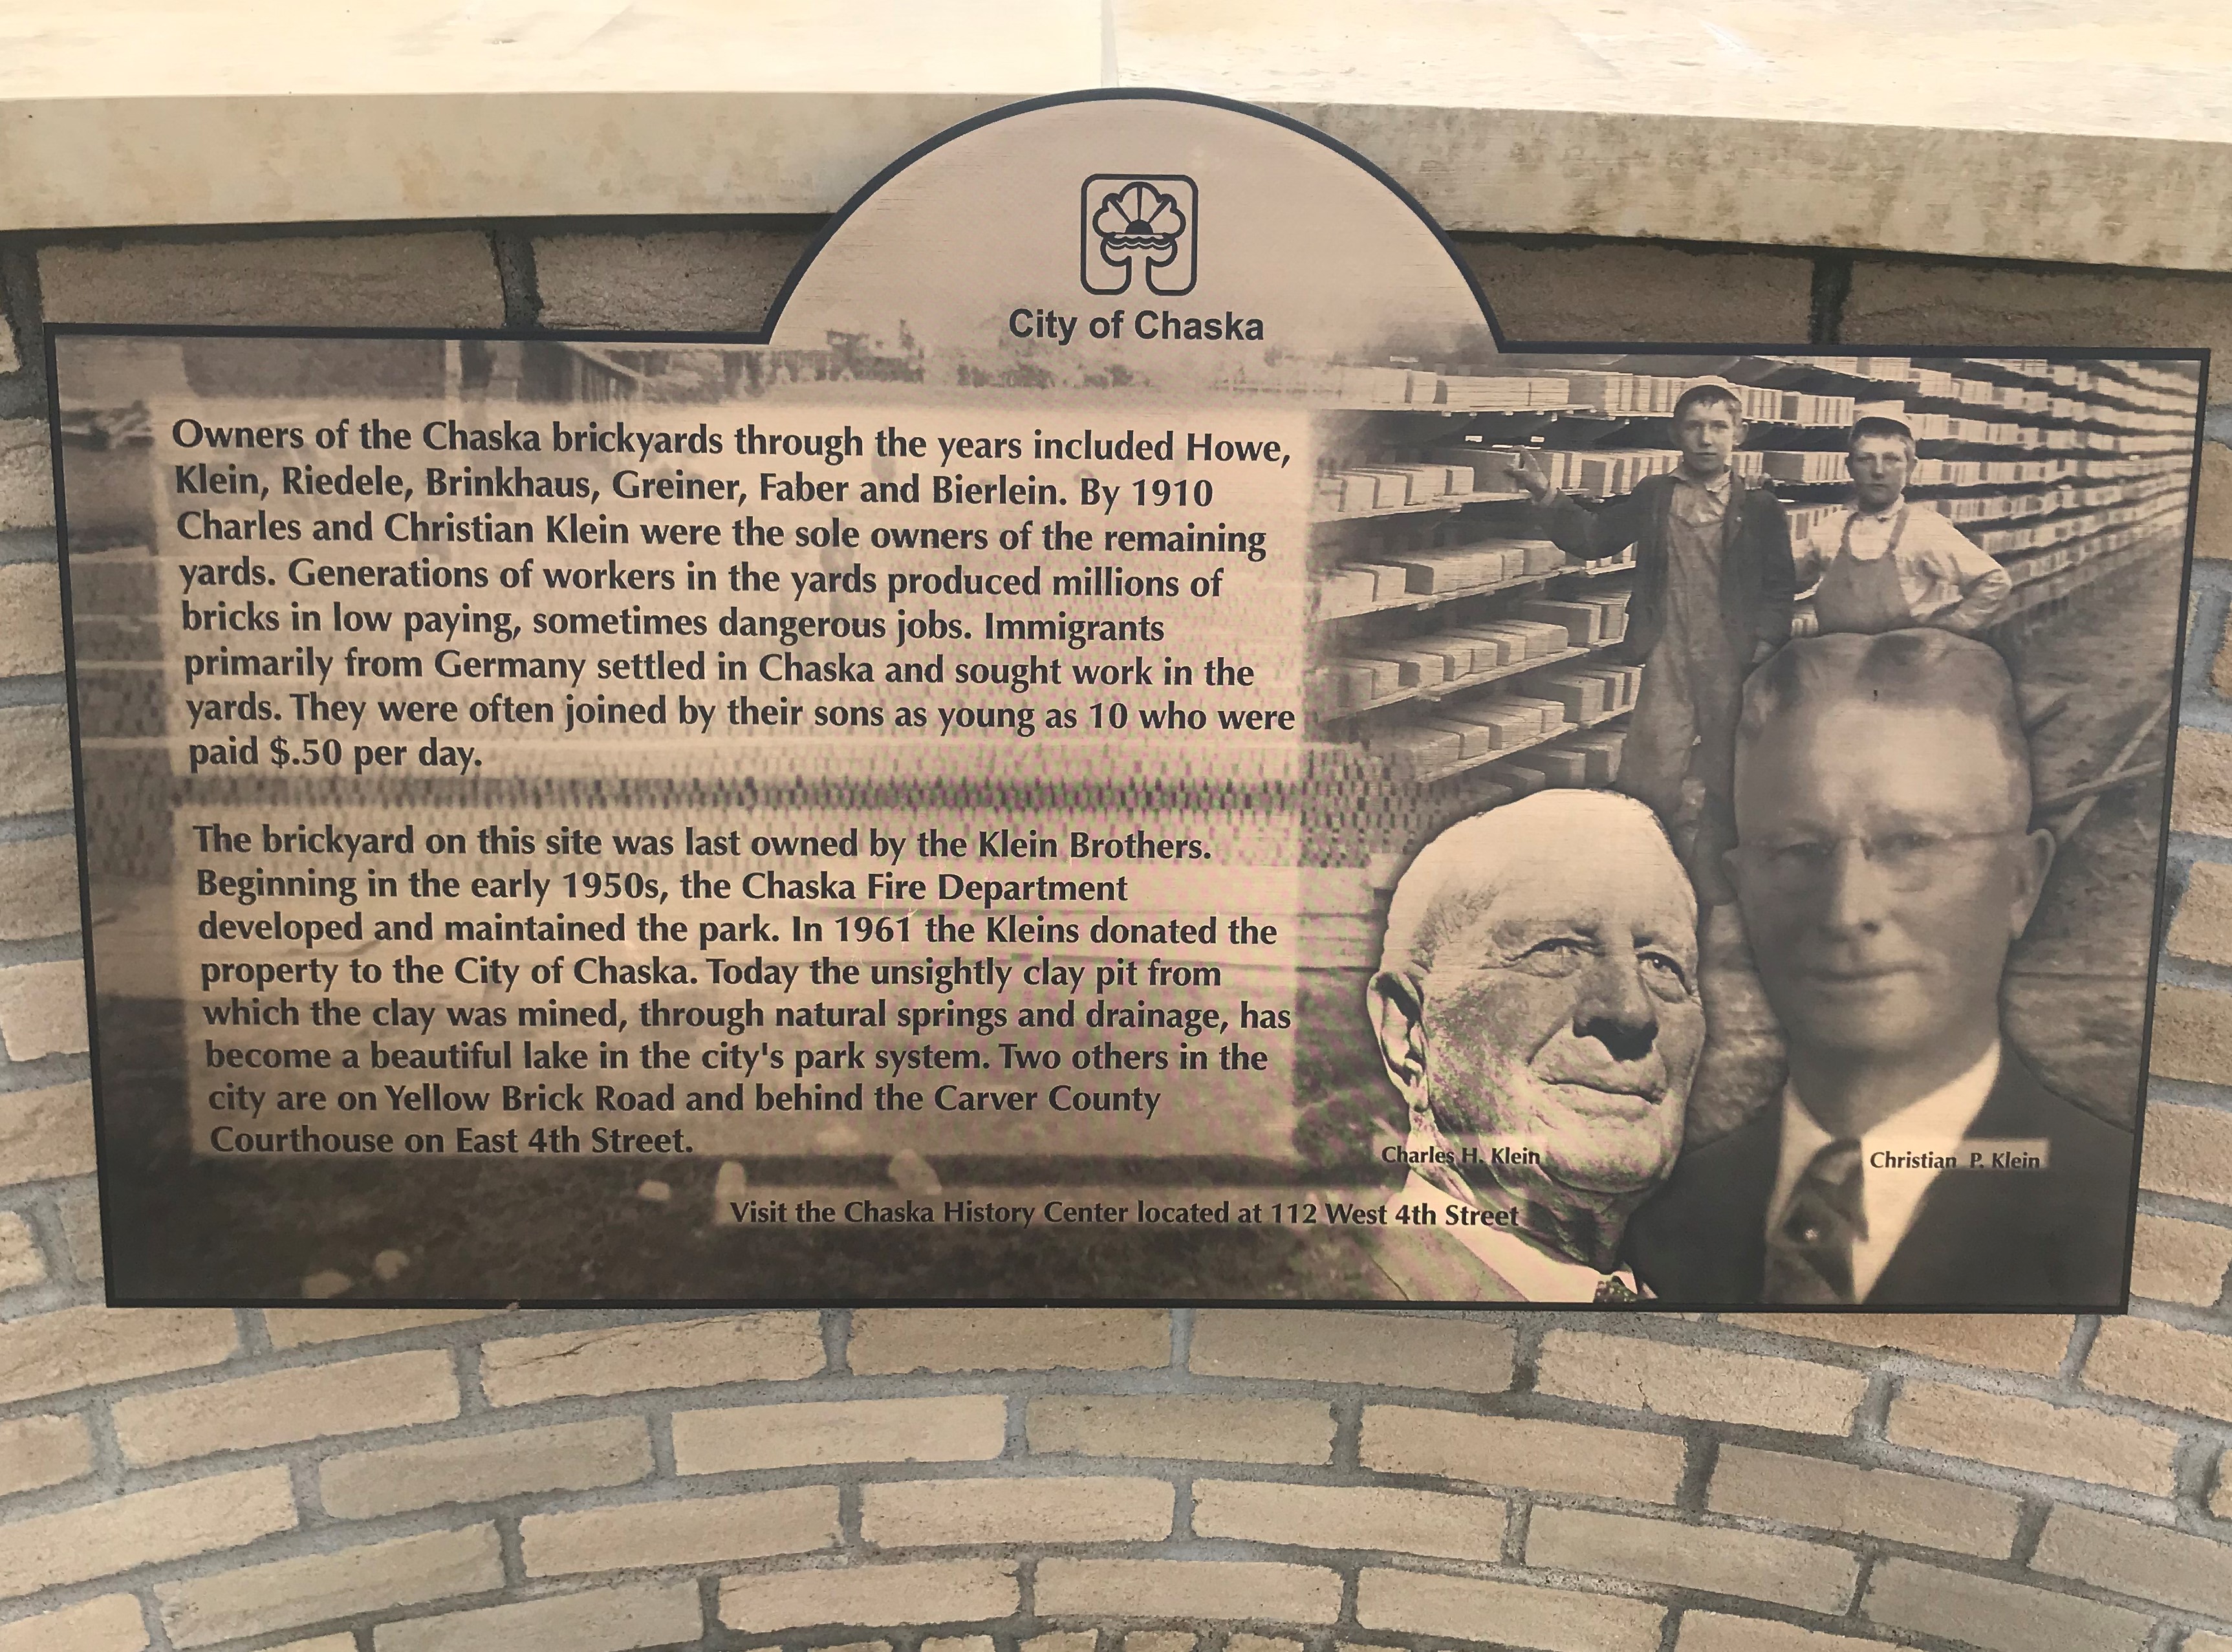 City of Chaska
Owners of the Chaska brickyards through the years included Howe,
Klein, Riedele, Brinkhaus, Greiner, Faber and Bierlein. By 1910
Charles and Christian Klein were the sole owners of the remaining
yards. Generations of workers in the yards produced millions of
bricks in low paying, sometimes dangerous jobs. Immigrants
primarily from Germany settled in Chaska and sought work in the
yards. They were often joined by their sons as young as 10 who were
paid $.50 per day.
The brickyard on this site was last owned by the Klein Brothers.
Beginning in the early 1950s, the Chaska Fire Department
developed and maintained the park. In 1961 the Kleins donated the
property to the City of Chaska. Today the unsightly clay pit from
which the clay was mined, through natural springs and drainage, has
become a beautiful lake in the city's park system. Two others in the
city are on Yellow Brick Road and behind the Carver County
Courthouse on East 4th Street.
Charles H. Klein
Christian P. Klein
Visit the Chaska History Center located at 112 West 4th Street